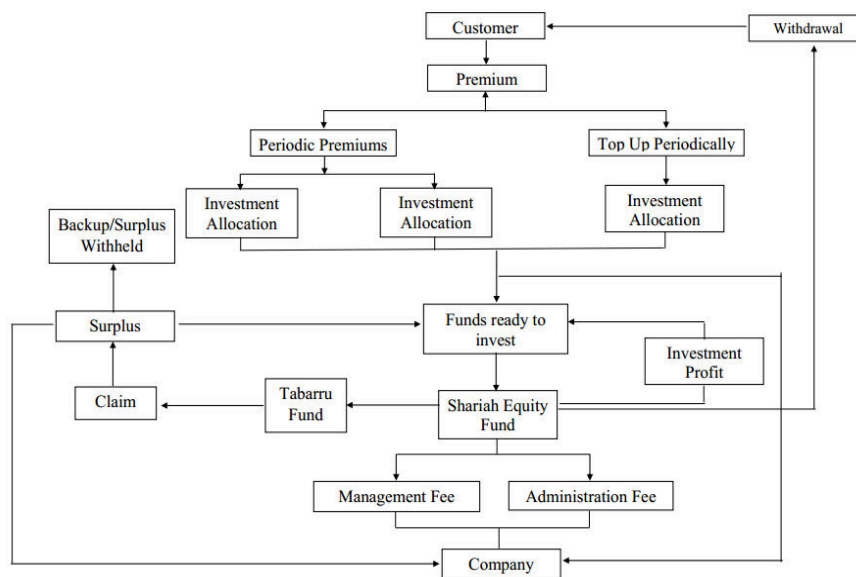 Customer
Withdrawal
Premium
Periodic Premiums
Top Up Periodically
Investment
Allocation
Investment
Allocation
Investment
Allocation
Backup/Surplus
Withheld
Surplus
Funds ready to
invest
Investment
Profit
Claim
Tabarru
Fund
Shariah Equity
Fund
Management Fee
Administration Fee
Company